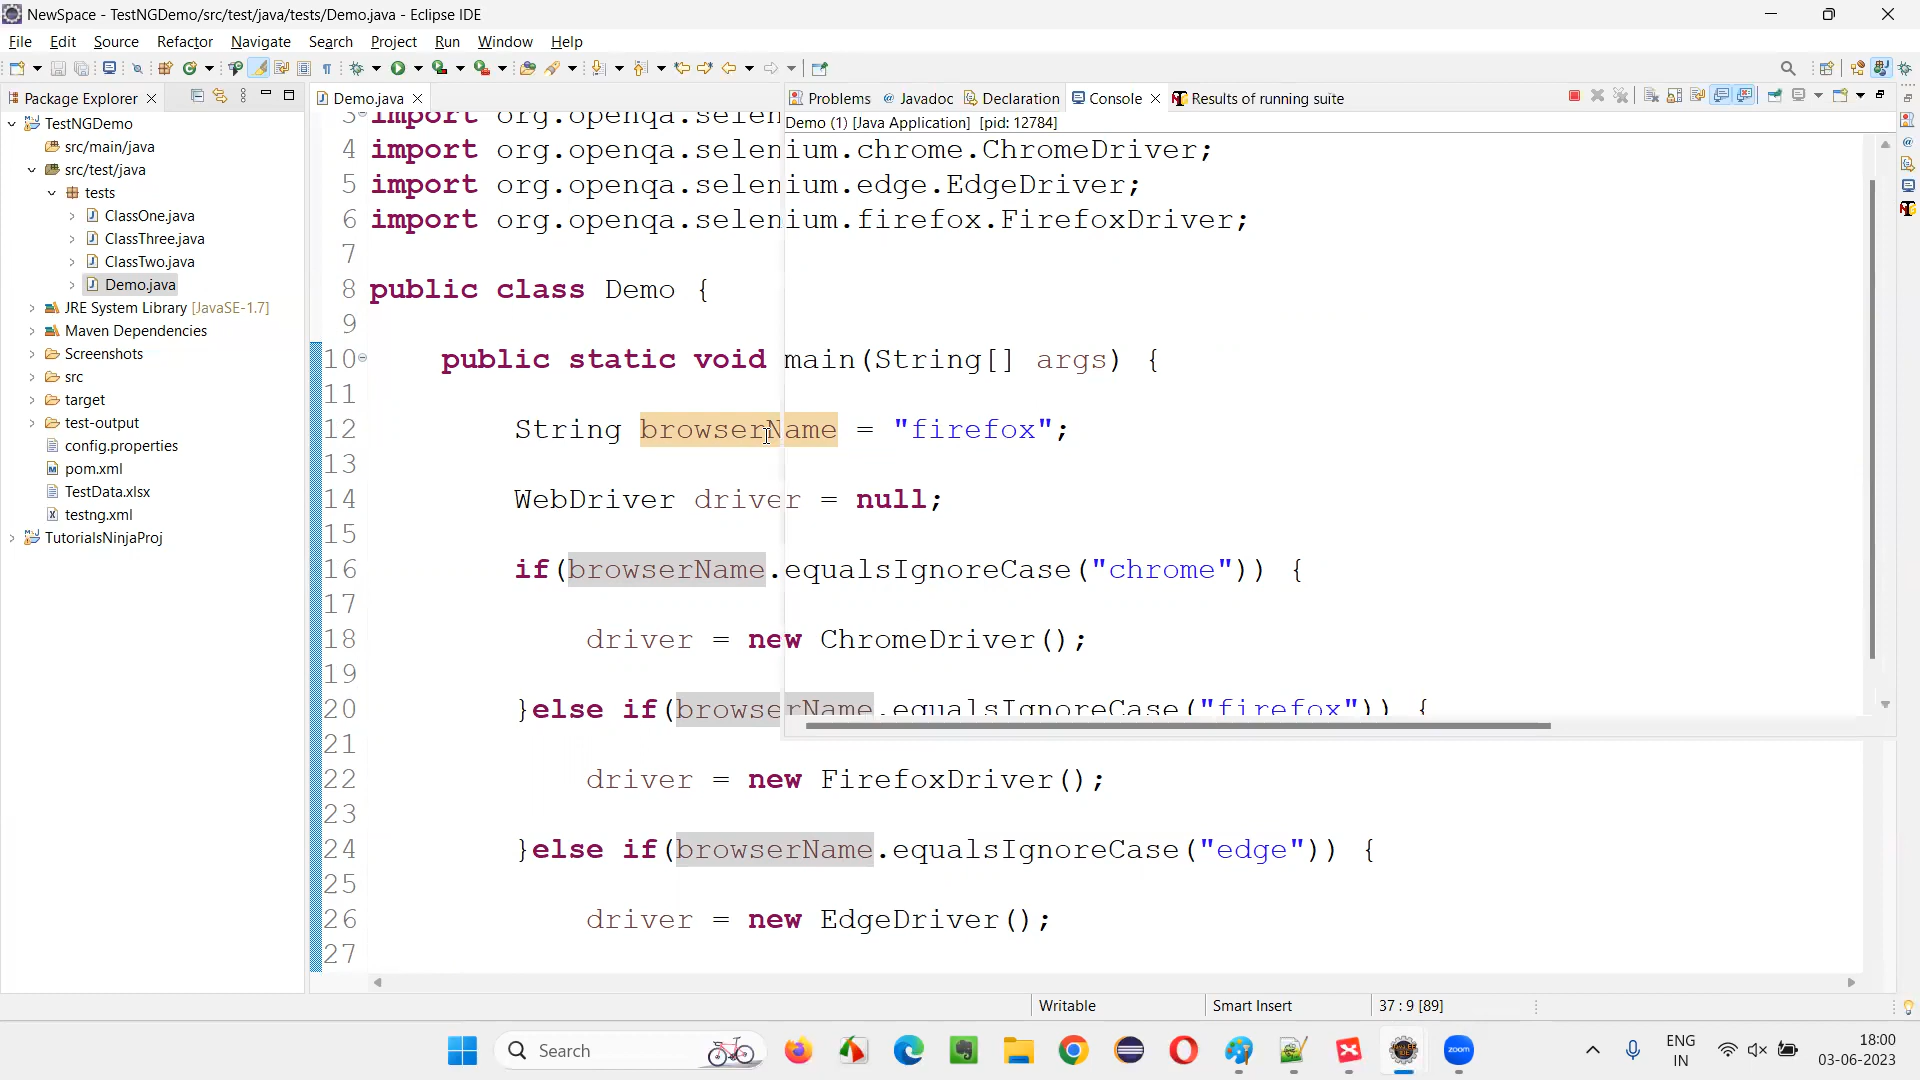 NewSpace - TestNGDemo/src/test/java/tests/Demo.java - Eclipse IDE
File Edit Source Refactor Navigate Search Project Run Window Help
Package Explorer
TestNGDemo
src/main/java
src/test/java
tests
ClassOne.java
ClassThree.java
ClassTwo.java
Demo.java
JRE System Library [JavaSE-1.7]
Maven Dependencies
Screenshots
src
target
test-output
config.properties
pom.xml
TestData.xlsx
testng.xml
TutorialsNinjaProj
Demo.java
Problems Javadoc Declaration Console Results of running suite
Demo (1) [Java Application] [pid: 12784]
3 import org.openqa.selen
4 import org.openqa.selenium.chrome.ChromeDriver;
5 import org.openqa.selenium.edge.EdgeDriver;
6 import org.openqa.selenium.firefox.FirefoxDriver;
7
8 public class Demo {
9
10 public static void main(String[] args) {
11
12 String browserName = "firefox";
13
14 WebDriver driver = null;
15
16 if(browserName.equalsIgnoreCase("chrome")) {
17
18 driver = new ChromeDriver();
19
20 }else if(browserName.equalsIgnoreCase("firefox")) {
21
22 driver = new FirefoxDriver();
23
24 }else if(browserName.equalsIgnoreCase("edge")) {
25
26 driver = new EdgeDriver();
27
Writable Smart Insert 37 : 9 [89]
Search
zoom
ENG
IN
18:00
03-06-2023